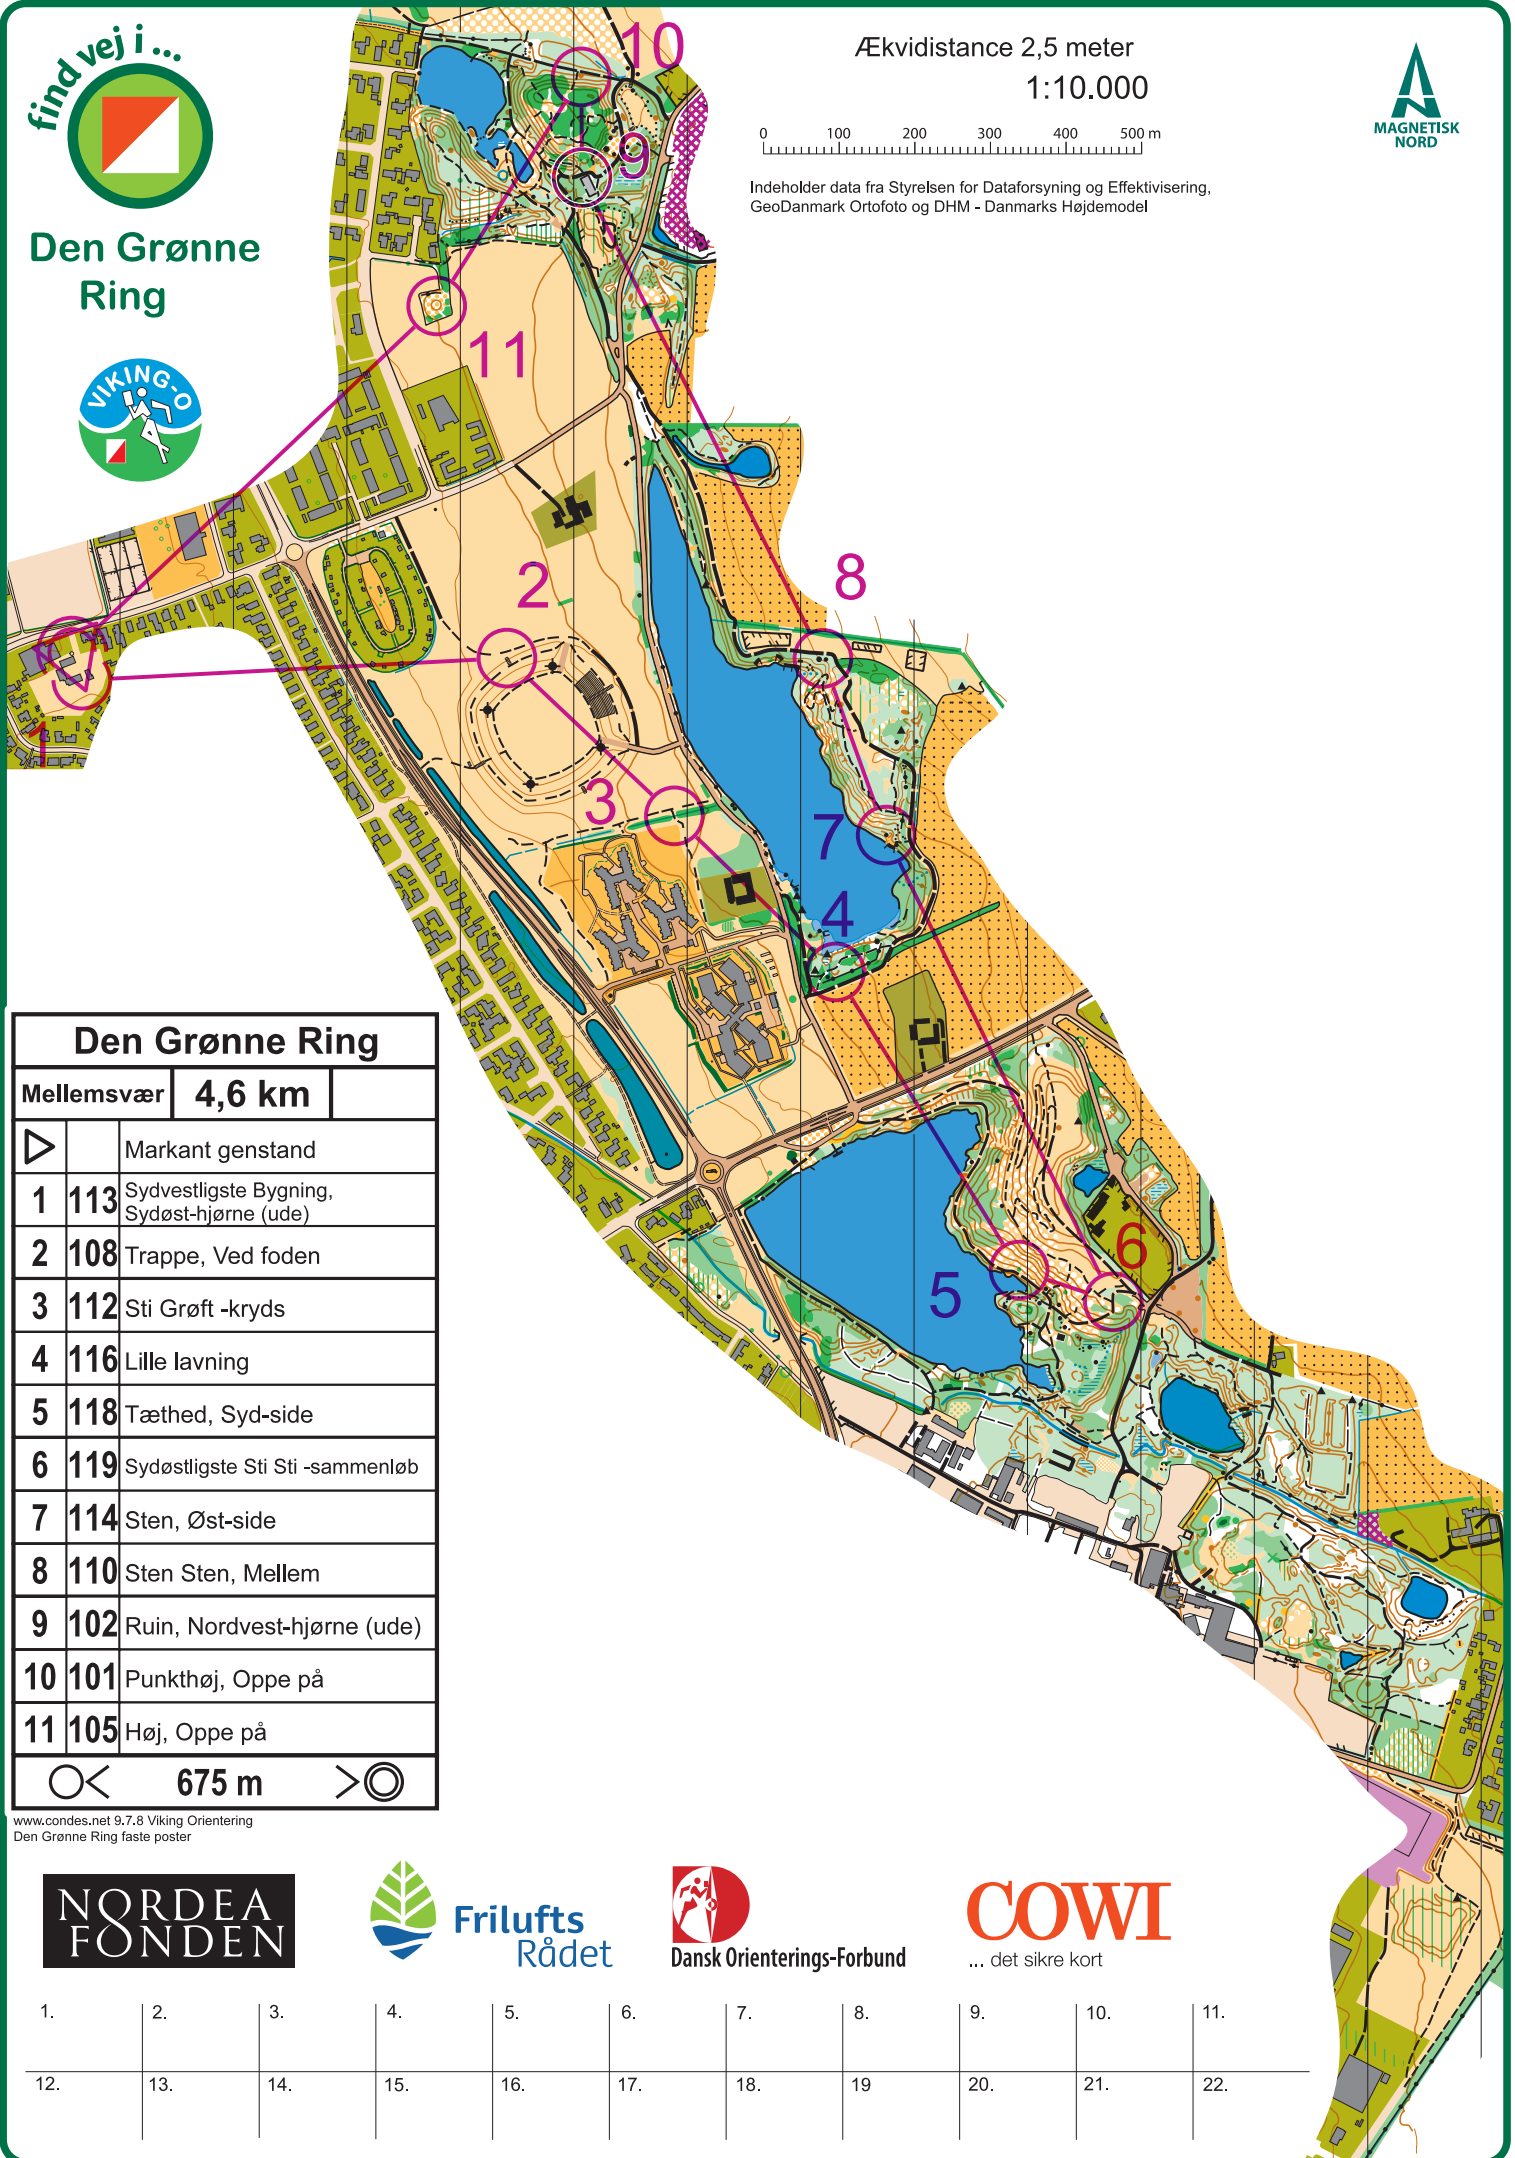 find vej i ...
Den Grønne
Ring
VIKING-O
Ækvidistance 2,5 meter
1:10.000
0 100 200 300 400 500 m
Indeholder data fra Styrelsen for Dataforsyning og Effektivisering,
GeoDanmark Ortofoto og DHM - Danmarks Højdemodel
MAGNETISK
NORD
10
9
11
2
8
1
3
7
4
6
5
Den Grønne Ring
Mellemsvær 4,6 km
Markant genstand
1 113 Sydvestligste Bygning,
Sydøst-hjørne (ude)
2 108 Trappe, Ved foden
3 112 Sti Grøft -kryds
4 116 Lille lavning
5 118 Tæthed, Syd-side
6 119 Sydøstligste Sti Sti -sammenløb
7 114 Sten, Øst-side
8 110 Sten Sten, Mellem
9 102 Ruin, Nordvest-hjørne (ude)
10 101 Punkthøj, Oppe på
11 105 Høj, Oppe på
675 m
www.condes.net 9.7.8 Viking Orientering
Den Grønne Ring faste poster
NORDEA
FONDEN
Frilufts
Rådet
Dansk Orienterings-Forbund
COWI
... det sikre kort
1. 2. 3. 4. 5. 6. 7. 8. 9. 10. 11.
12. 13. 14. 15. 16. 17. 18. 19 20. 21. 22.